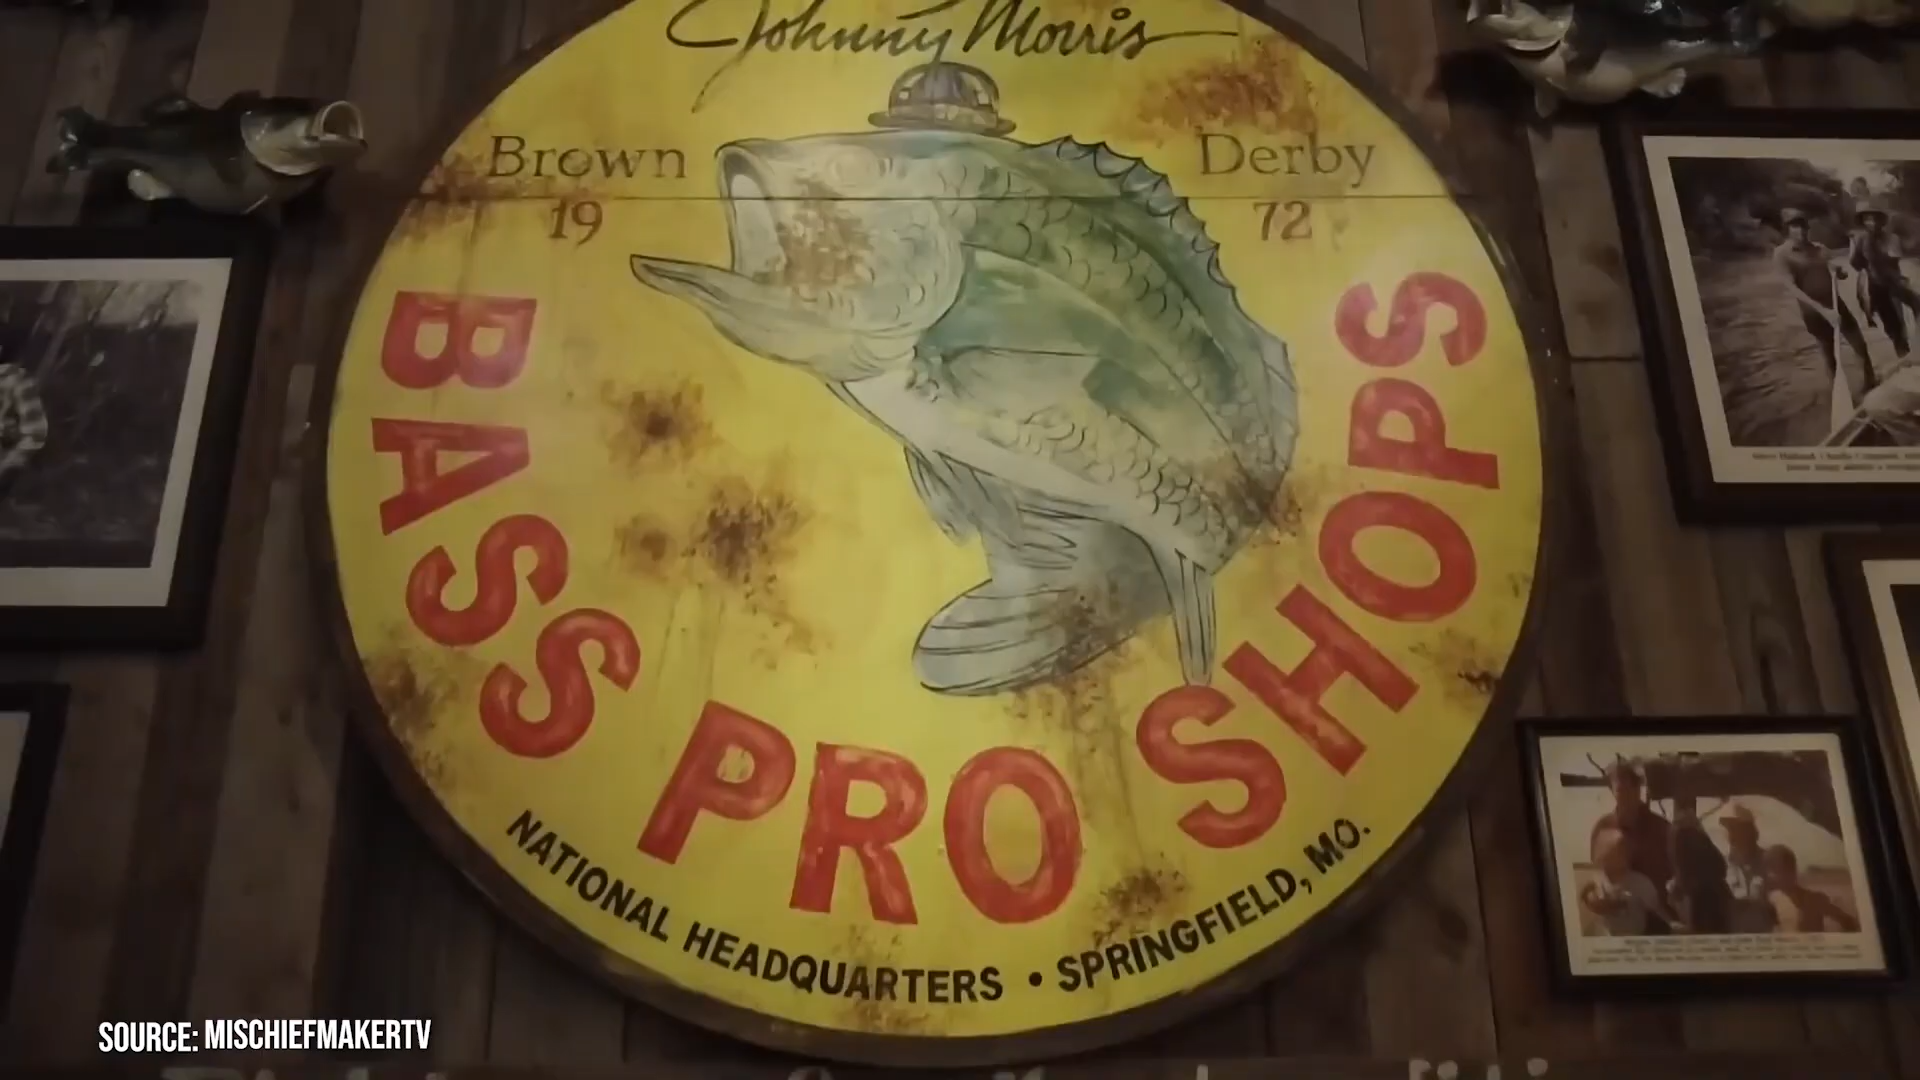 Johnny Morris
Brown Derby
19 72
BASS PRO SHOPS
NATIONAL HEADQUARTERS • SPRINGFIELD, MO.
SOURCE: MISCHIEFMAKERTV